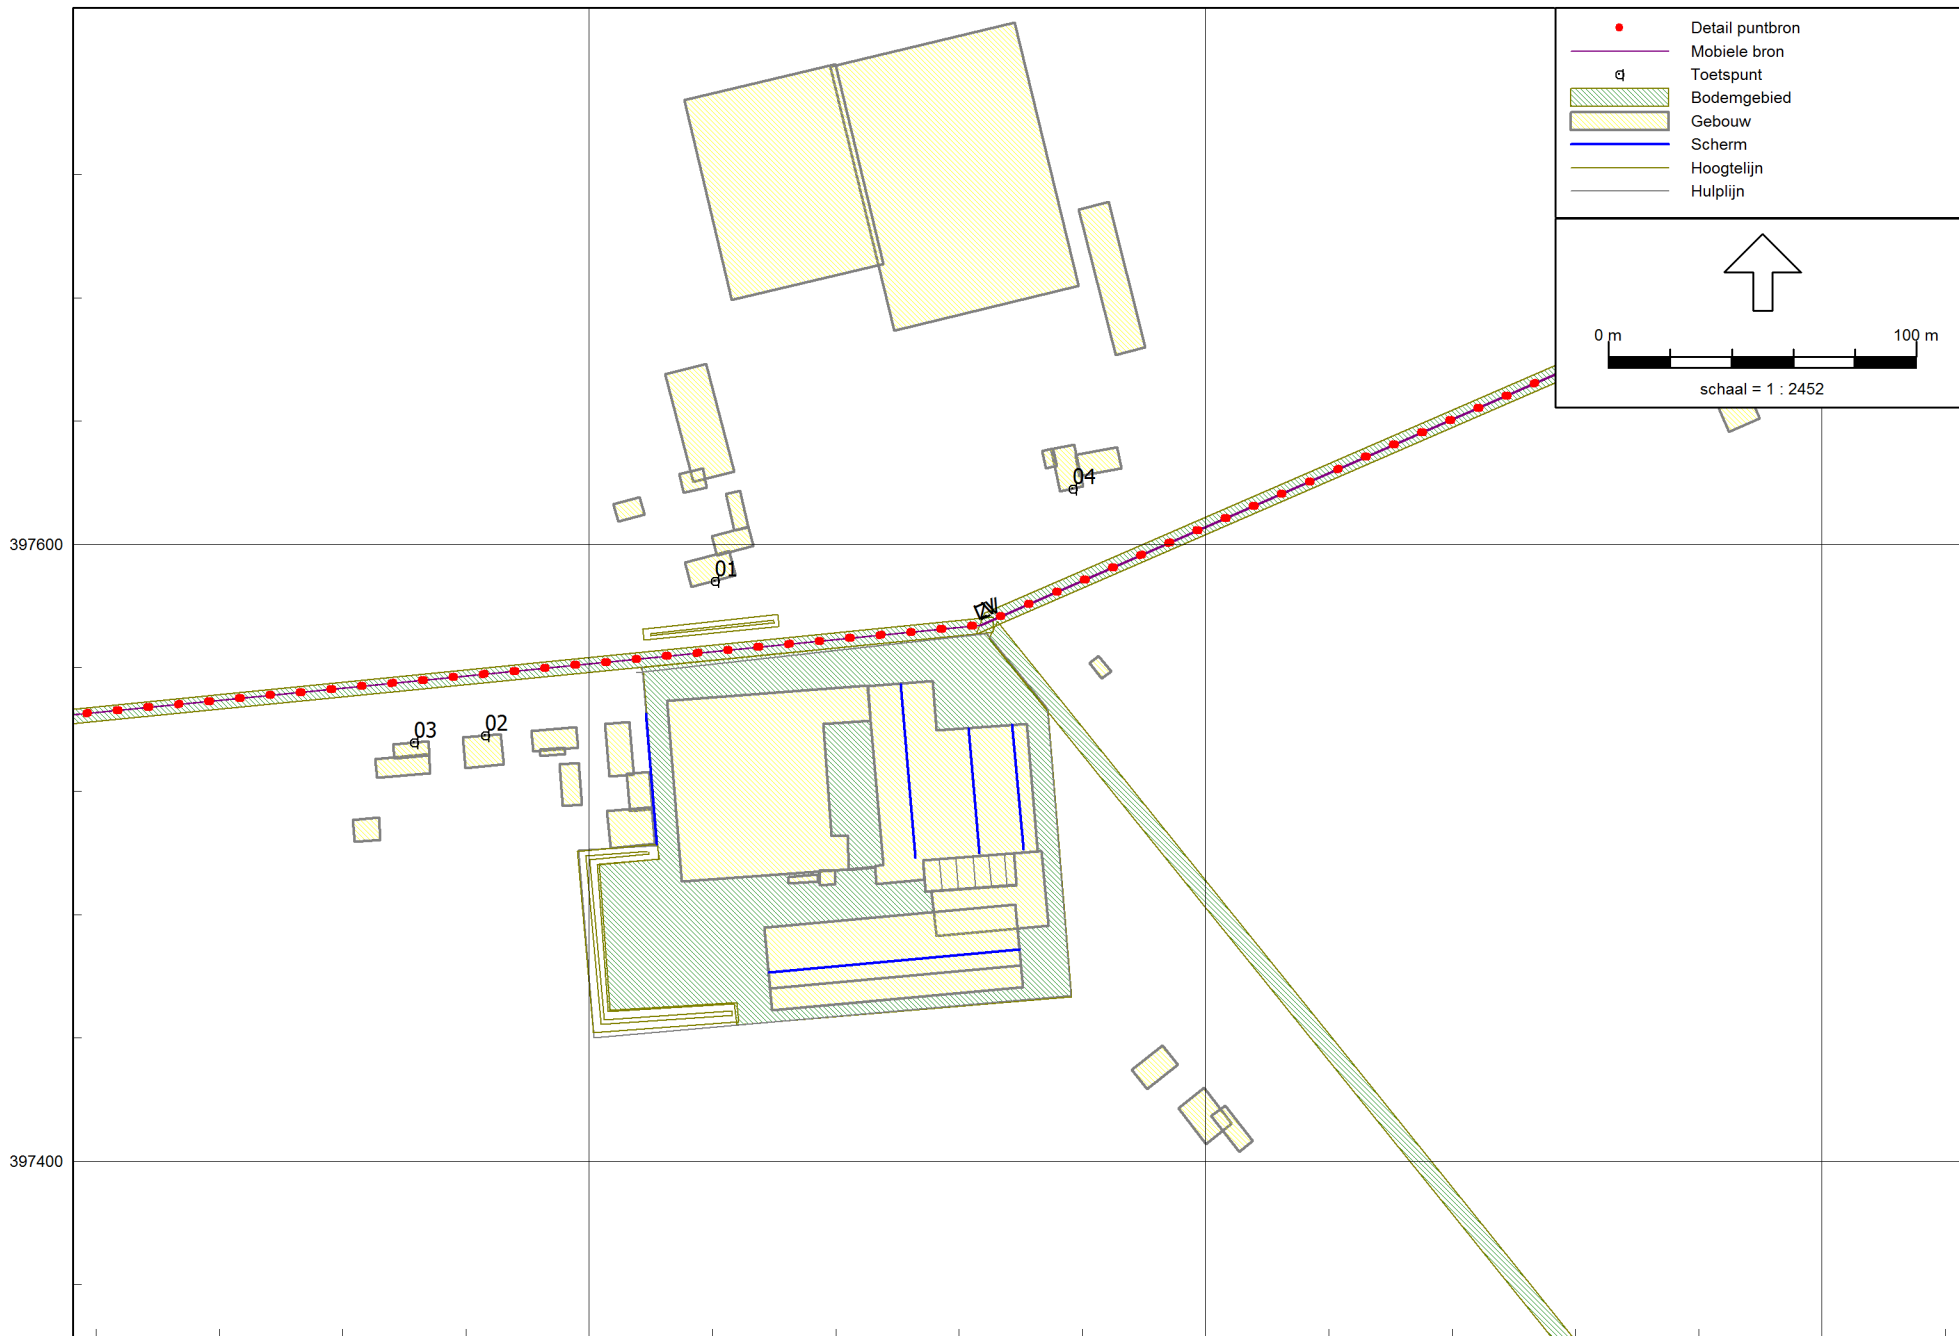 Detail puntbron
Mobiele bron
Toetspunt
Bodemgebied
Gebouw
Scherm
Hoogtelijn
Hulplijn
0 m 100 m
schaal = 1 : 2452
04
397600
01
03
02
397400